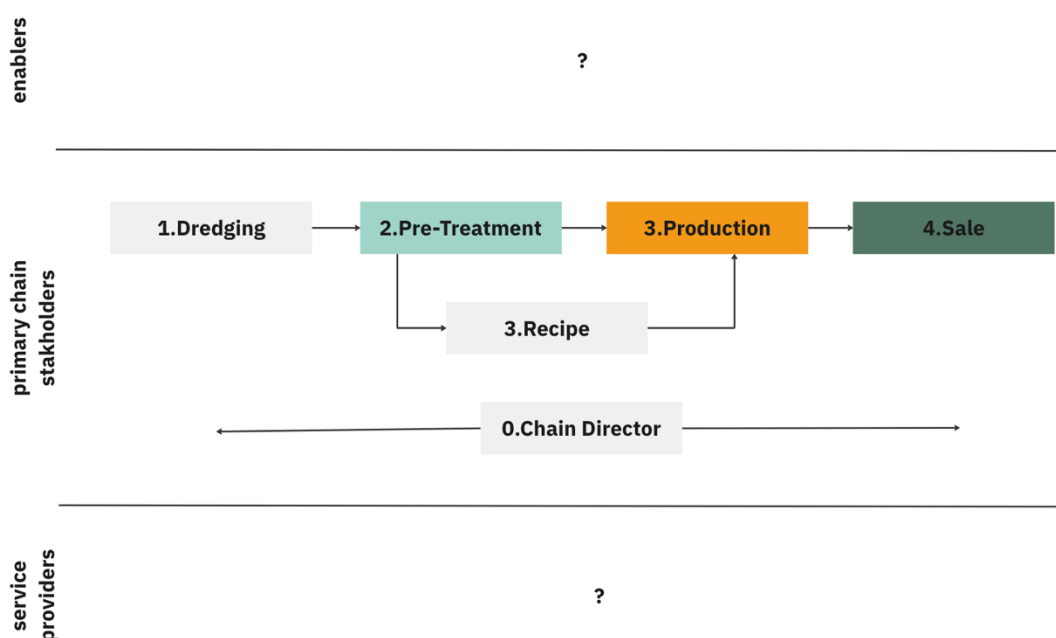 enablers
?
1.Dredging
2.Pre-Treatment
3.Production
4.Sale
primary chain
stakholders
3.Recipe
0.Chain Director
service
providers
?